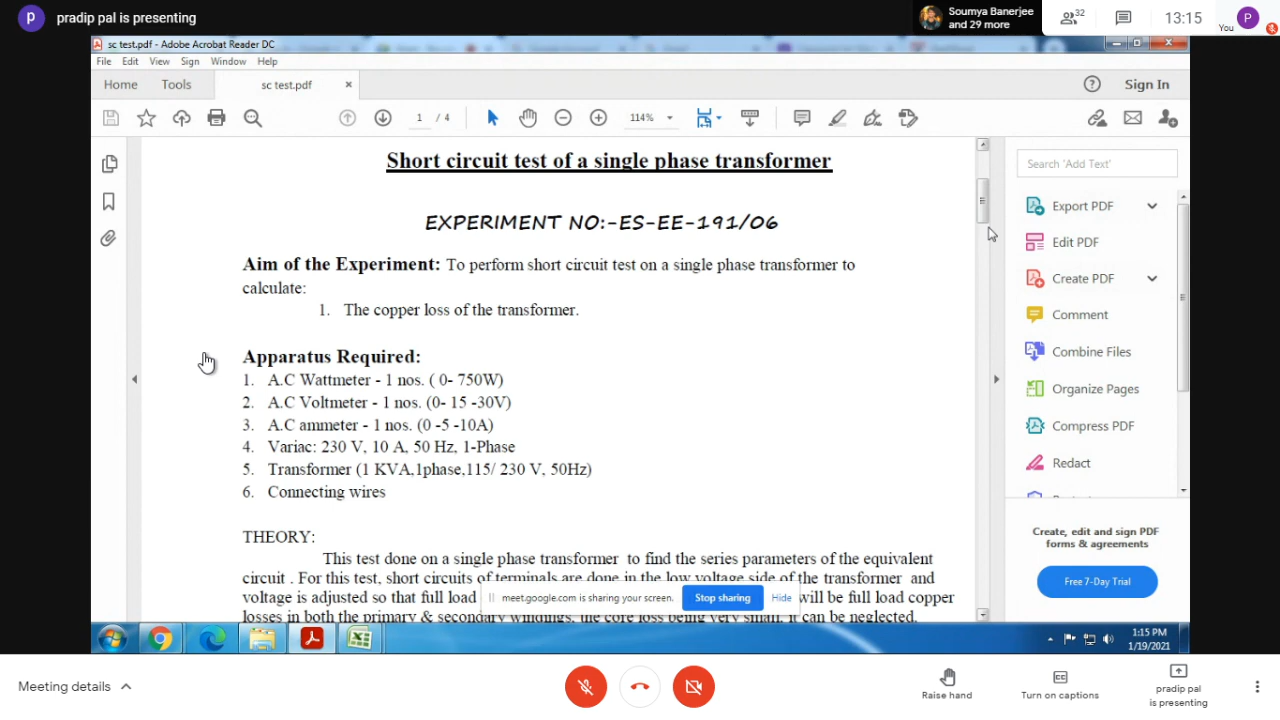 p pradip pal is presenting
Soumya Banerjee
and 29 more
32
13:15
You
P
sc test.pdf - Adobe Acrobat Reader DC
File Edit View Sign Window Help
Home Tools sc test.pdf × Sign In
1 / 4 114%
Short circuit test of a single phase transformer
EXPERIMENT NO:-ES-EE-191/06
Aim of the Experiment: To perform short circuit test on a single phase transformer to
calculate:
1. The copper loss of the transformer.
Apparatus Required:
1. A.C Wattmeter - 1 nos. ( 0- 750W)
2. A.C Voltmeter - 1 nos. (0- 15 -30V)
3. A.C ammeter - 1 nos. (0 -5 -10A)
4. Variac: 230 V, 10 A, 50 Hz, 1-Phase
5. Transformer (1 KVA,1phase,115/ 230 V, 50Hz)
6. Connecting wires
THEORY:
This test done on a single phase transformer to find the series parameters of the equivalent
circuit . For this test, short circuits of terminals are done in the low voltage side of the transformer and
voltage is adjusted so that full load will be full load copper
losses in both the primary & secondary windings, the core loss being very small, it can be neglected.
meet.google.com is sharing your screen. Stop sharing Hide
Search 'Add Text'
Export PDF
Edit PDF
Create PDF
Comment
Combine Files
Organize Pages
Compress PDF
Redact
Create, edit and sign PDF
forms & agreements
Free 7-Day Trial
1:15 PM
1/19/2021
Meeting details
Raise hand
Turn on captions
pradip pal
is presenting